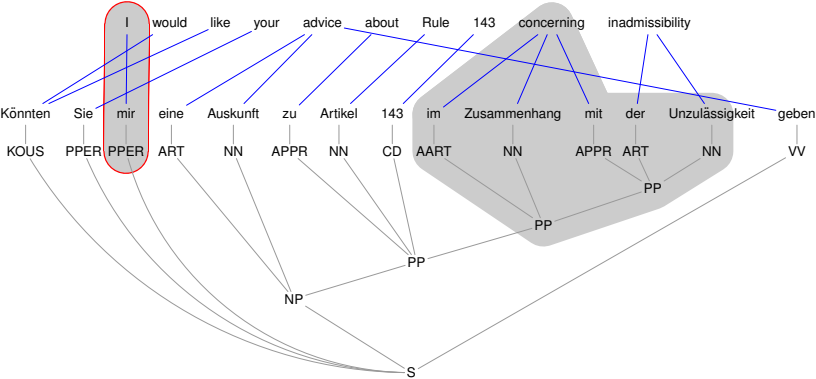 I would like your advice about Rule 143 concerning inadmissibility
Könnten Sie mir eine Auskunft zu Artikel 143 im Zusammenhang mit der Unzulässigkeit geben
KOUS PPER PPER ART NN APPR NN CD AART NN APPR ART NN VV
PP
PP
PP
NP
S